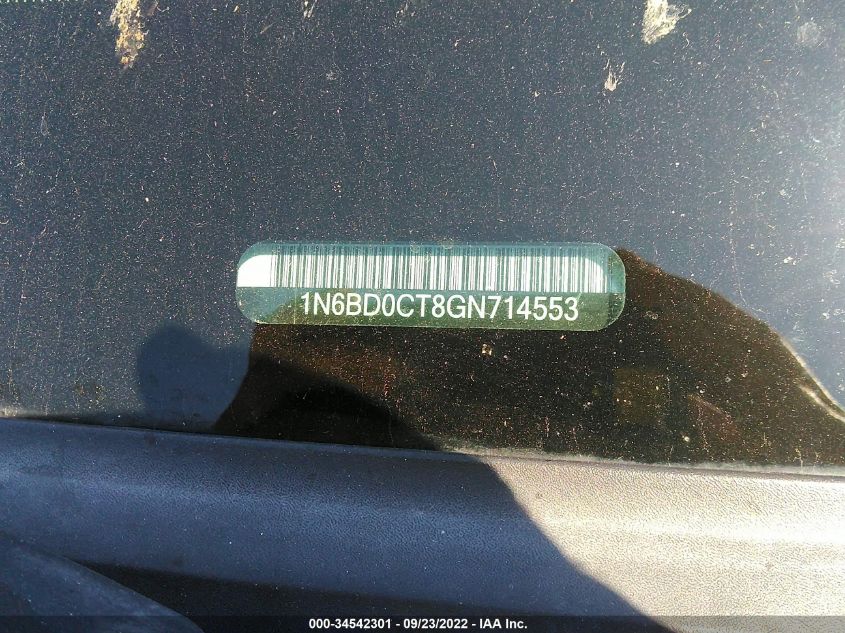 1N6BD0CT8GN714553
000-34542301 - 09/23/2022 - IAA Inc.